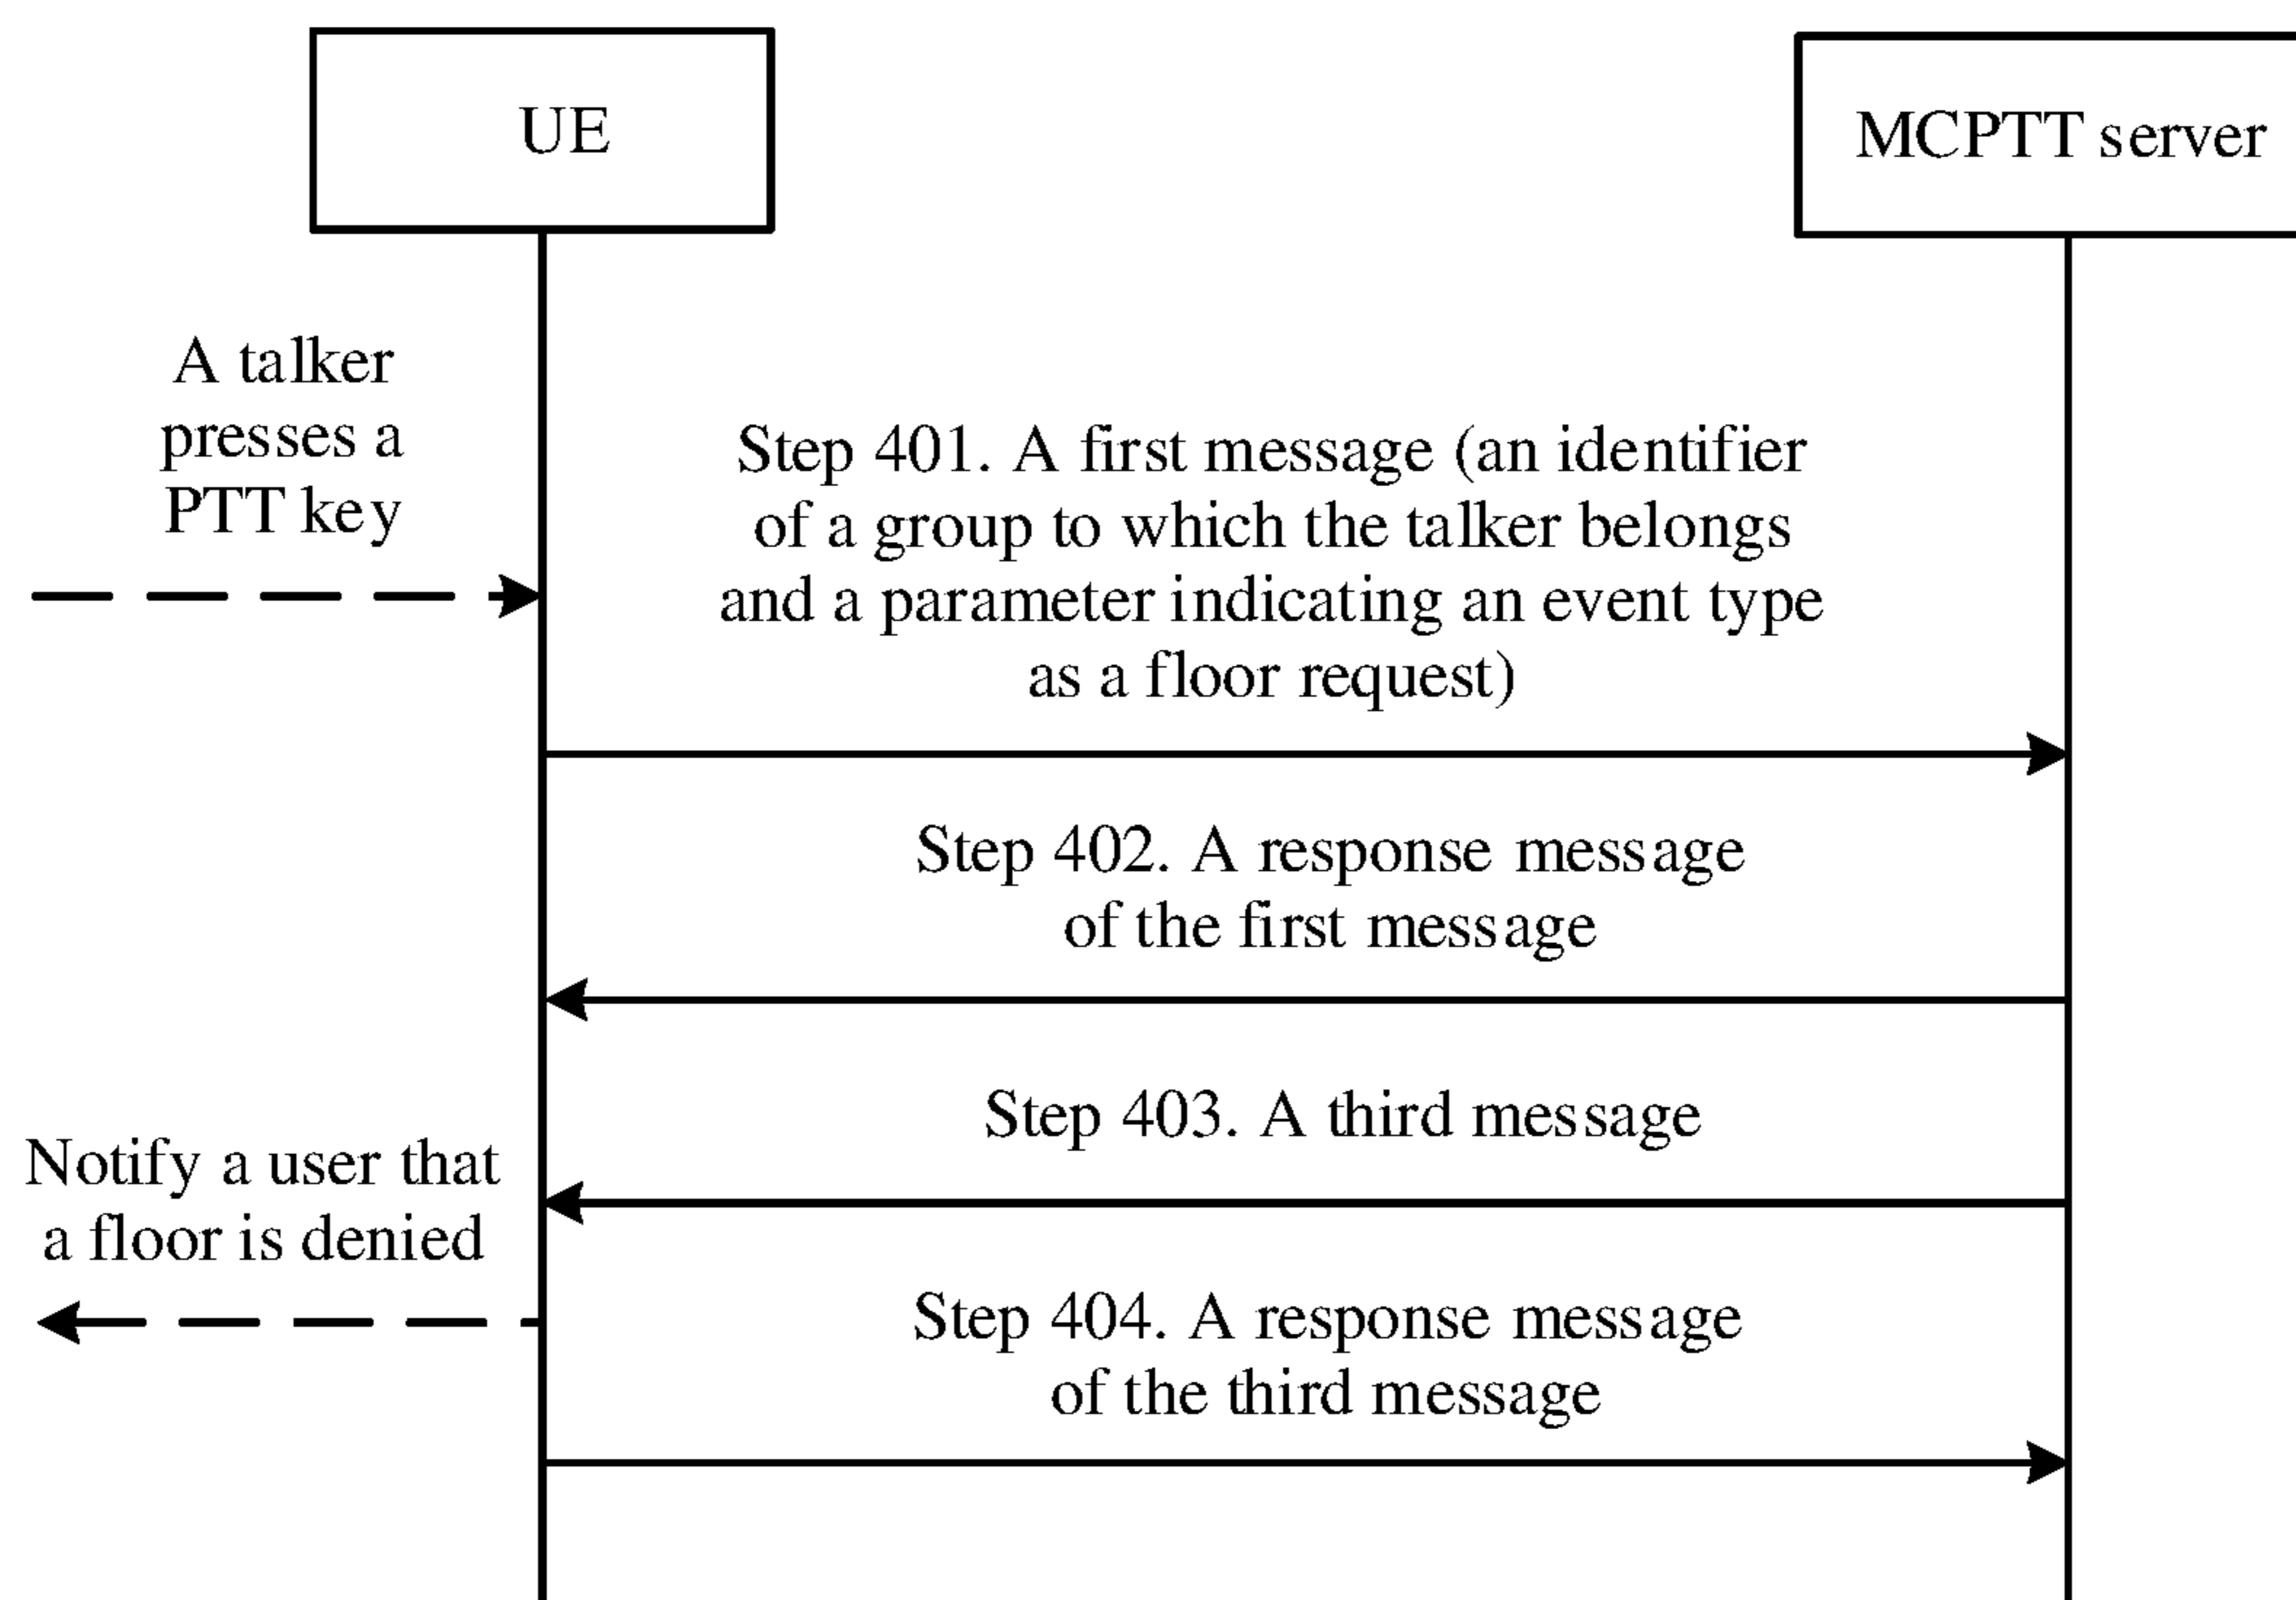 UE
MCPTT server
A talker
presses a
PTT key
Step 401. A first message (an identifier
of a group to which the talker belongs
and a parameter indicating an event type
as a floor request)
Step 402. A response message
of the first message
Step 403. A third message
Notify a user that
a floor is denied
Step 404. A response message
of the third message